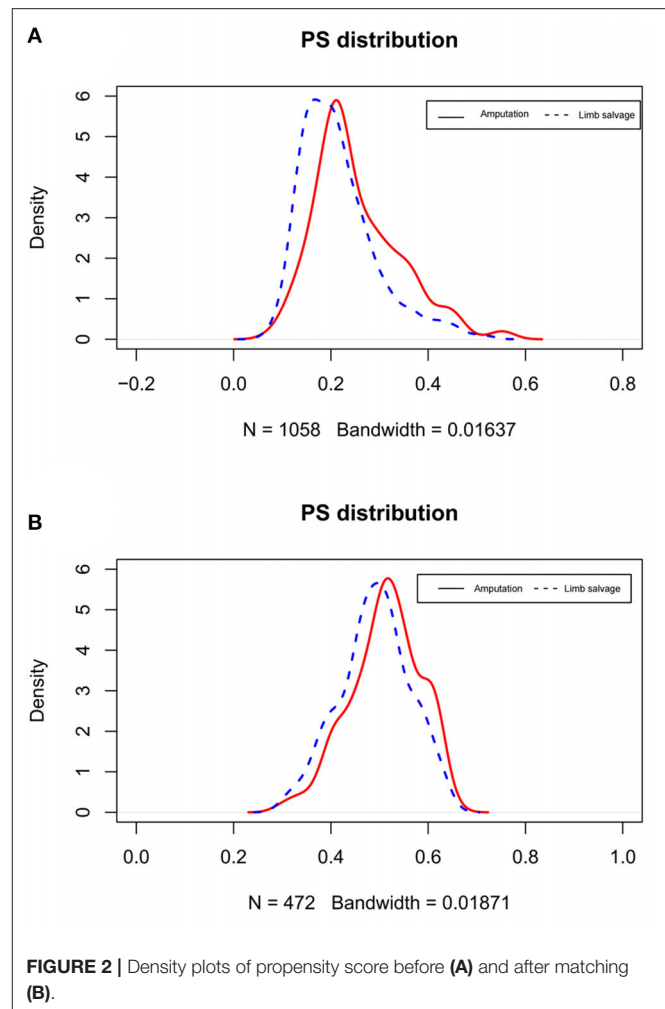 A
PS distribution
Amputation Limb salvage
Density
0 1 2 3 4 5 6
−0.2 0.0 0.2 0.4 0.6 0.8
N = 1058 Bandwidth = 0.01637
B
PS distribution
Amputation Limb salvage
Density
0 1 2 3 4 5 6
0.0 0.2 0.4 0.6 0.8 1.0
N = 472 Bandwidth = 0.01871
FIGURE 2 | Density plots of propensity score before (A) and after matching
(B).